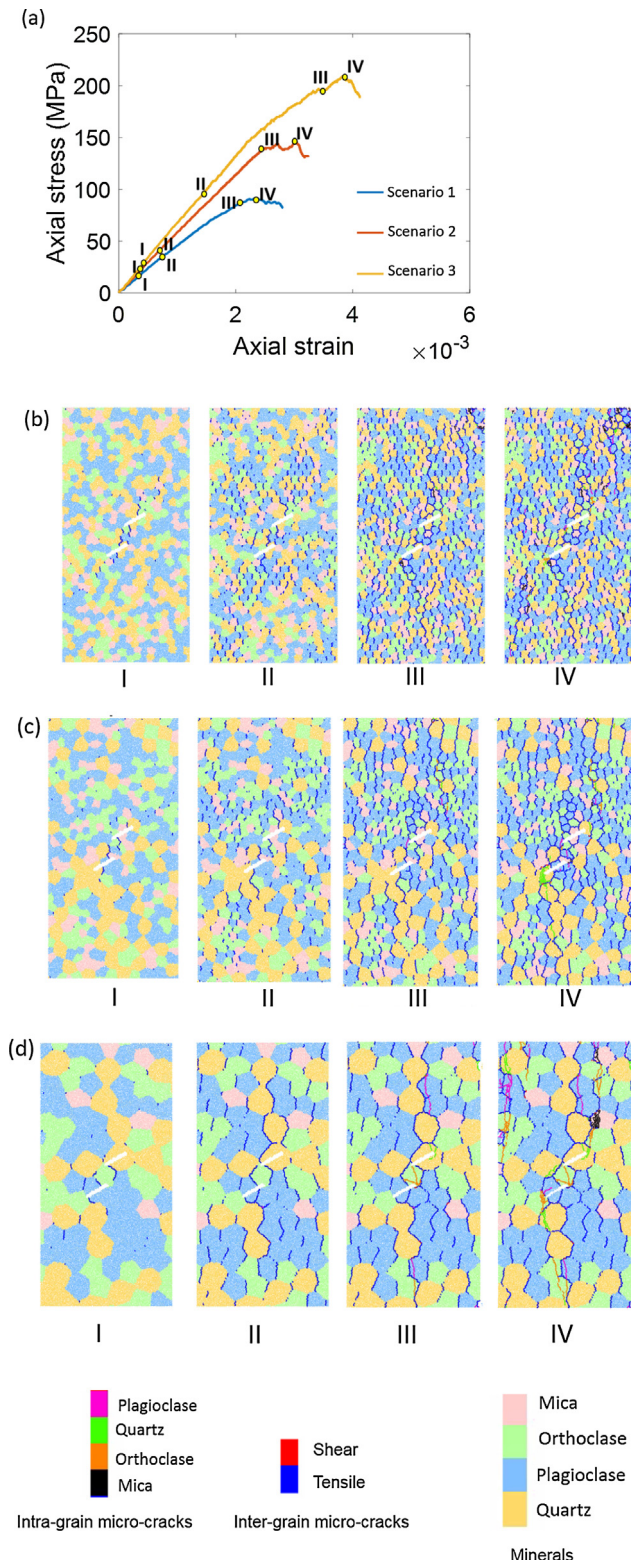 (a)
250
200
150
100
50
0
Axial stress (MPa)
III
IV
III
IV
II
III
IV
I
II
I
II
I
Scenario 1
Scenario 2
Scenario 3
0
2
4
6
Axial strain
×10⁻³
(b)
I
II
III
IV
(c)
I
II
III
IV
(d)
I
II
III
IV
Plagioclase
Quartz
Orthoclase
Mica
Intra-grain micro-cracks
Shear
Tensile
Inter-grain micro-cracks
Mica
Orthoclase
Plagioclase
Quartz
Minerals